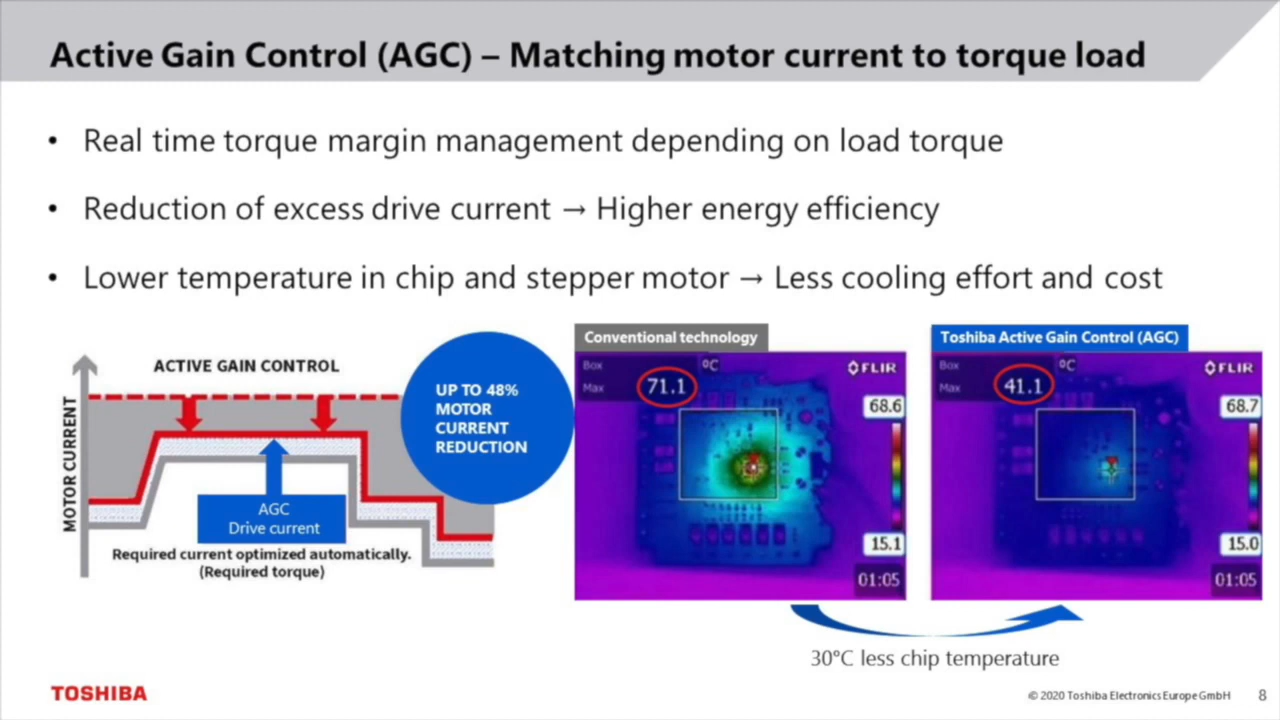 Active Gain Control (AGC) – Matching motor current to torque load
• Real time torque margin management depending on load torque
• Reduction of excess drive current → Higher energy efficiency
• Lower temperature in chip and stepper motor → Less cooling effort and cost
ACTIVE GAIN CONTROL
MOTOR CURRENT
UP TO 48%
MOTOR
CURRENT
REDUCTION
AGC
Drive current
Required current optimized automatically.
(Required torque)
Conventional technology
Box
Max 71.1 °C
FLIR
68.6
15.1
01:05
Toshiba Active Gain Control (AGC)
Box
Max 41.1 °C
FLIR
68.7
15.0
01:05
30°C less chip temperature
TOSHIBA
© 2020 Toshiba Electronics Europe GmbH 8